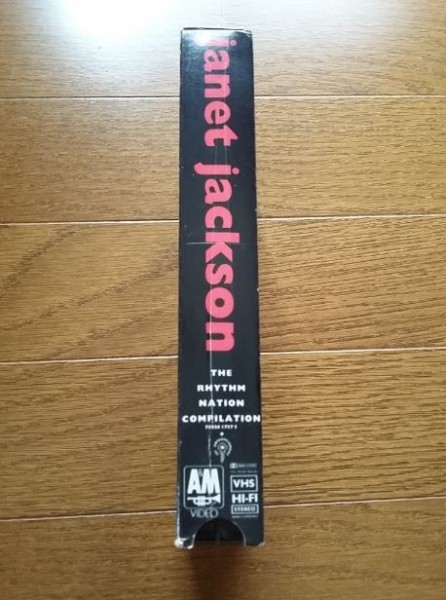 janet jackson
THE
RHYTHM
NATION
COMPILATION
A&M
VIDEO
VHS
HI-FI
STEREO